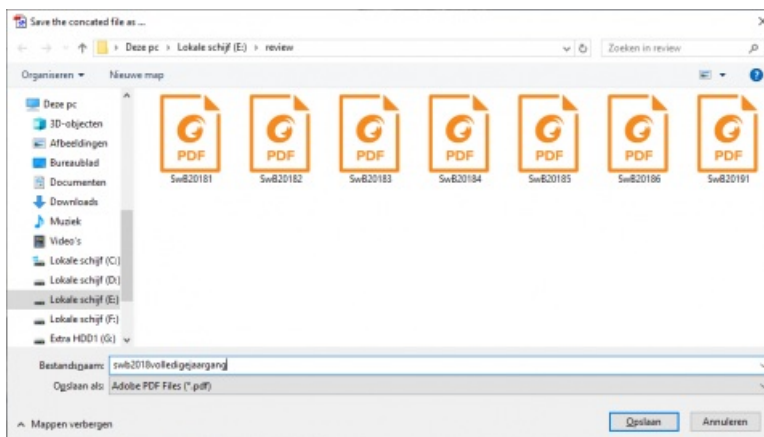 Save the concated file as ...
Deze pc > Lokale schijf (E:) > review
Zoeken in review
Organiseren
Nieuwe map
Deze pc
3D-objecten
Afbeeldingen
Bureaublad
Documenten
Downloads
Muziek
Video's
Lokale schijf (C:)
Lokale schijf (D:)
Lokale schijf (E:)
Lokale schijf (F:)
Extra HDD1 (G:)
PDF PDF PDF PDF PDF PDF PDF
SwB20181 SwB20182 SwB20183 SwB20184 SwB20185 SwB20186 SwB20191
Bestandsnaam: swb2018volledigejaargang
Opslaan als: Adobe PDF Files (*.pdf)
Mappen verbergen
Opslaan
Annuleren